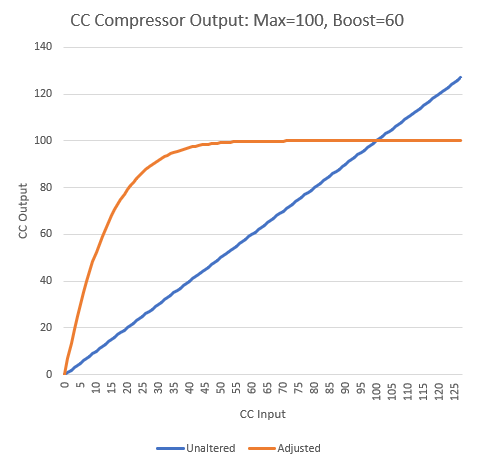 CC Compressor Output: Max=100, Boost=60
140
120
100
80
60
40
20
0
CC Output
0 5 10 15 20 25 30 35 40 45 50 55 60 65 70 75 80 85 90 95 100 105 110 115 120 125
CC Input
Unaltered Adjusted